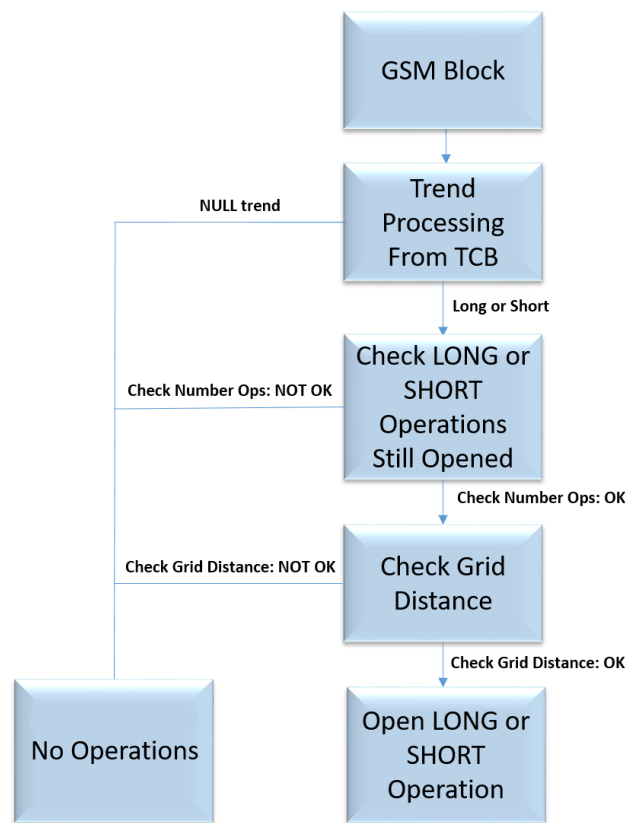 GSM Block
Trend
Processing
From TCB
NULL trend
Long or Short
Check LONG or
SHORT
Operations
Still Opened
Check Number Ops: NOT OK
Check Number Ops: OK
Check Grid
Distance
Check Grid Distance: NOT OK
Check Grid Distance: OK
No Operations
Open LONG or
SHORT
Operation